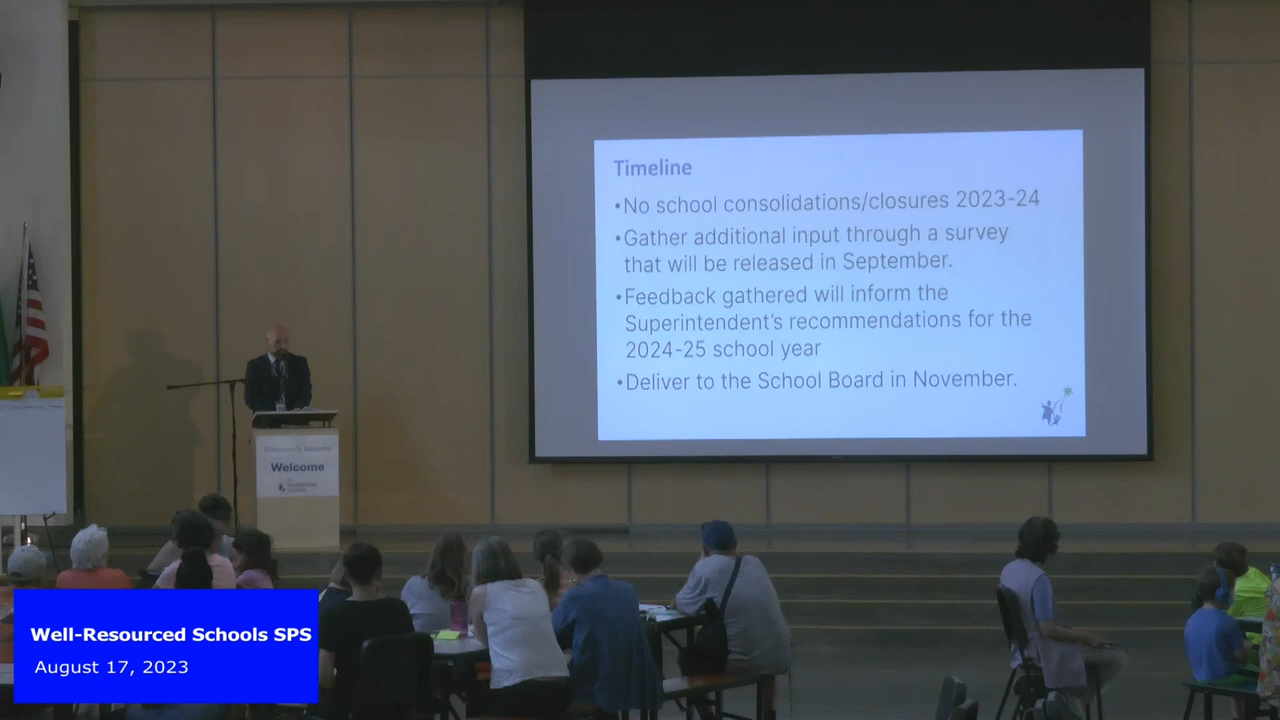 Timeline
•No school consolidations/closures 2023-24
•Gather additional input through a survey
that will be released in September.
•Feedback gathered will inform the
Superintendent's recommendations for the
2024-25 school year
•Deliver to the School Board in November.
Community Meeting
Welcome
Well-Resourced Schools SPS
August 17, 2023